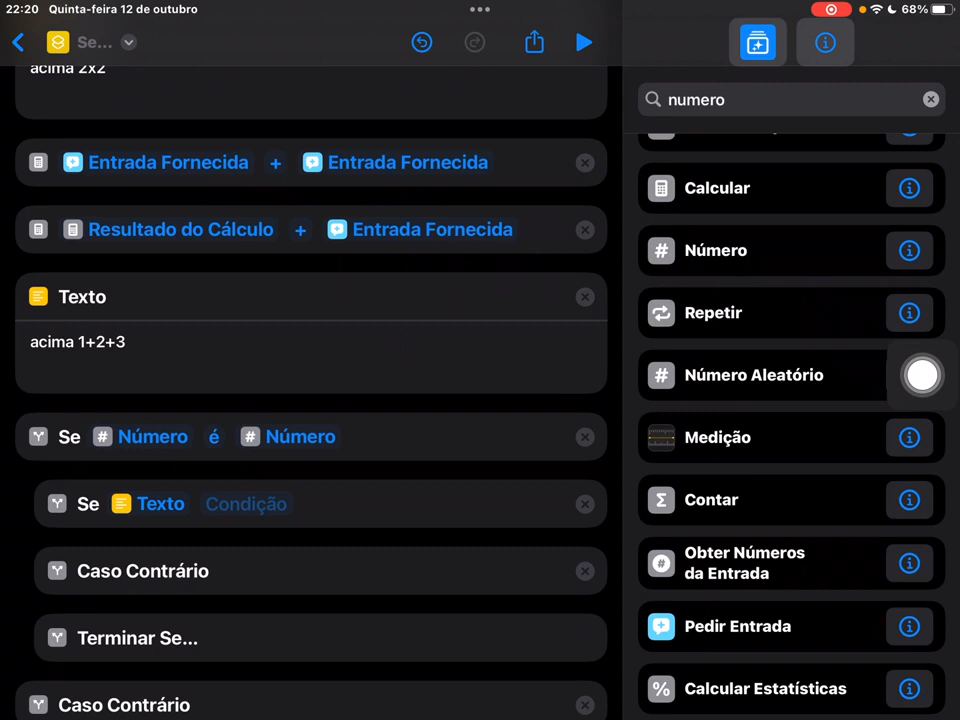 22:20 Quinta-feira 12 de outubro
68%
Se...
acima 2x2
Entrada Fornecida + Entrada Fornecida
Resultado do Cálculo + Entrada Fornecida
Texto
acima 1+2+3
Se Número é Número
Se Texto Condição
Caso Contrário
Terminar Se...
Caso Contrário
numero
Calcular
Número
Repetir
Número Aleatório
Medição
Contar
Obter Números
da Entrada
Pedir Entrada
Calcular Estatísticas